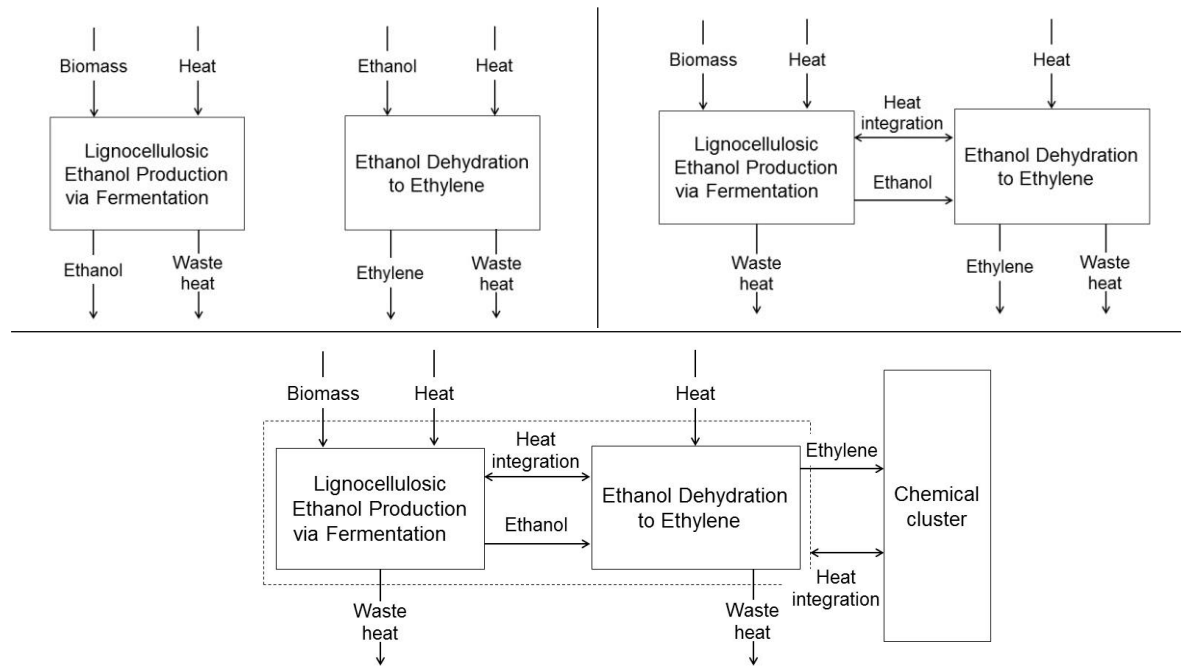 Biomass
Heat
Lignocellulosic
Ethanol Production
via Fermentation
Ethanol
Waste
heat
Ethanol
Heat
Ethanol Dehydration
to Ethylene
Ethylene
Waste
heat
Biomass
Heat
Heat
Lignocellulosic
Ethanol Production
via Fermentation
Heat
integration
Ethanol
Ethanol Dehydration
to Ethylene
Waste
heat
Ethylene
Waste
heat
Biomass
Heat
Heat
Lignocellulosic
Ethanol Production
via Fermentation
Heat
integration
Ethanol
Ethanol Dehydration
to Ethylene
Ethylene
Heat
integration
Chemical
cluster
Waste
heat
Waste
heat